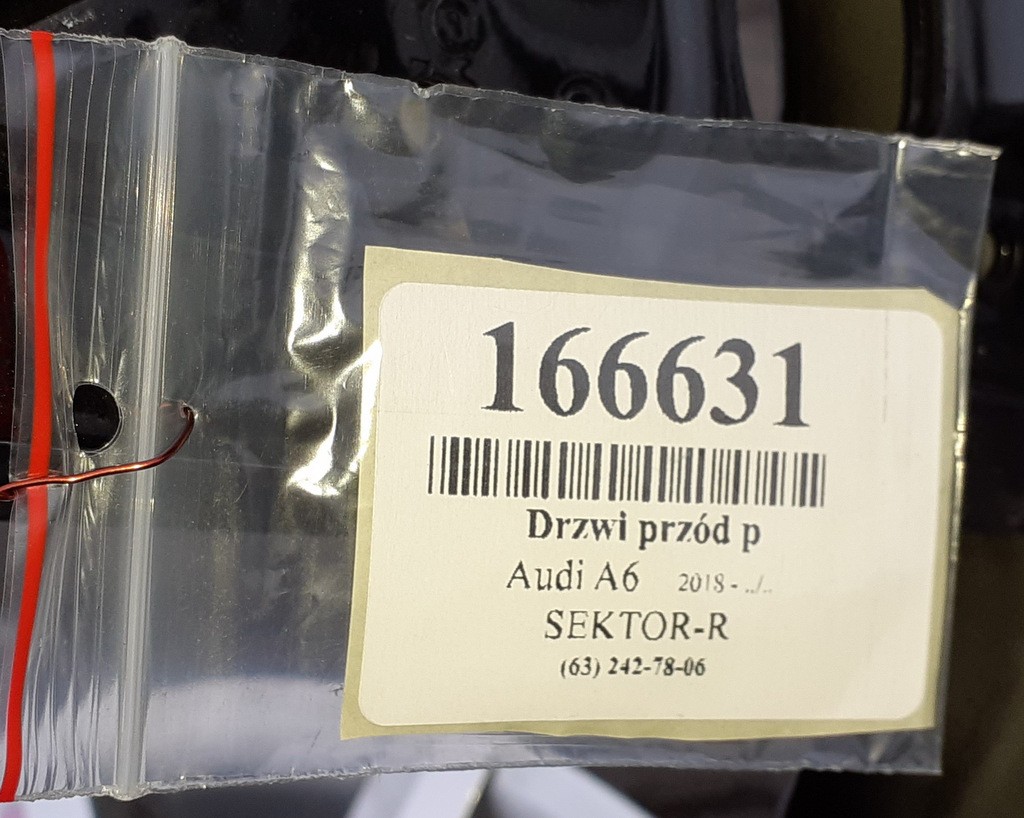 166631
Drzwi przód p
Audi A6 2018 - ../..
SEKTOR-R
(63) 242-78-06